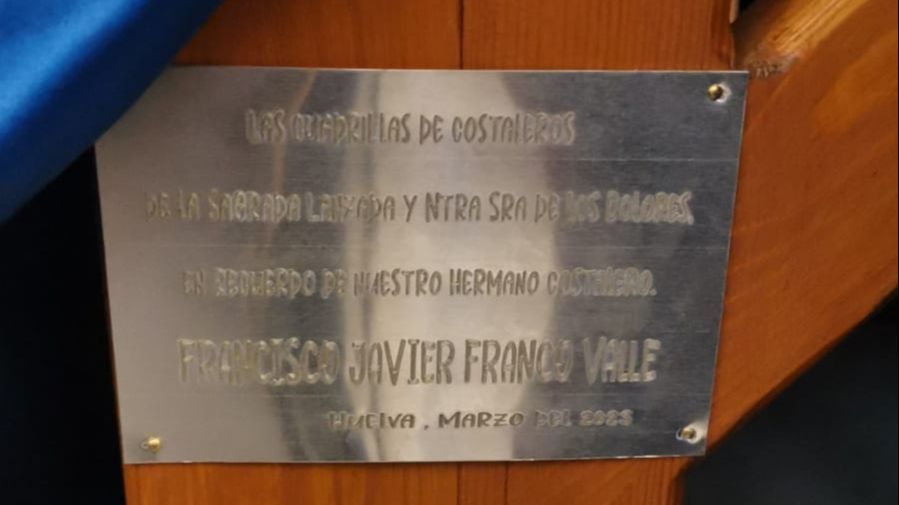 LAS CUADRILLAS DE COSTALEROS
DE LA SAGRADA LANZADA Y NTRA SRA DE LOS DOLORES,
EN RECUERDO DE NUESTRO HERMANO COSTALERO.
FRANCISCO JAVIER FRANCO VALLE
HUELVA, MARZO DEL